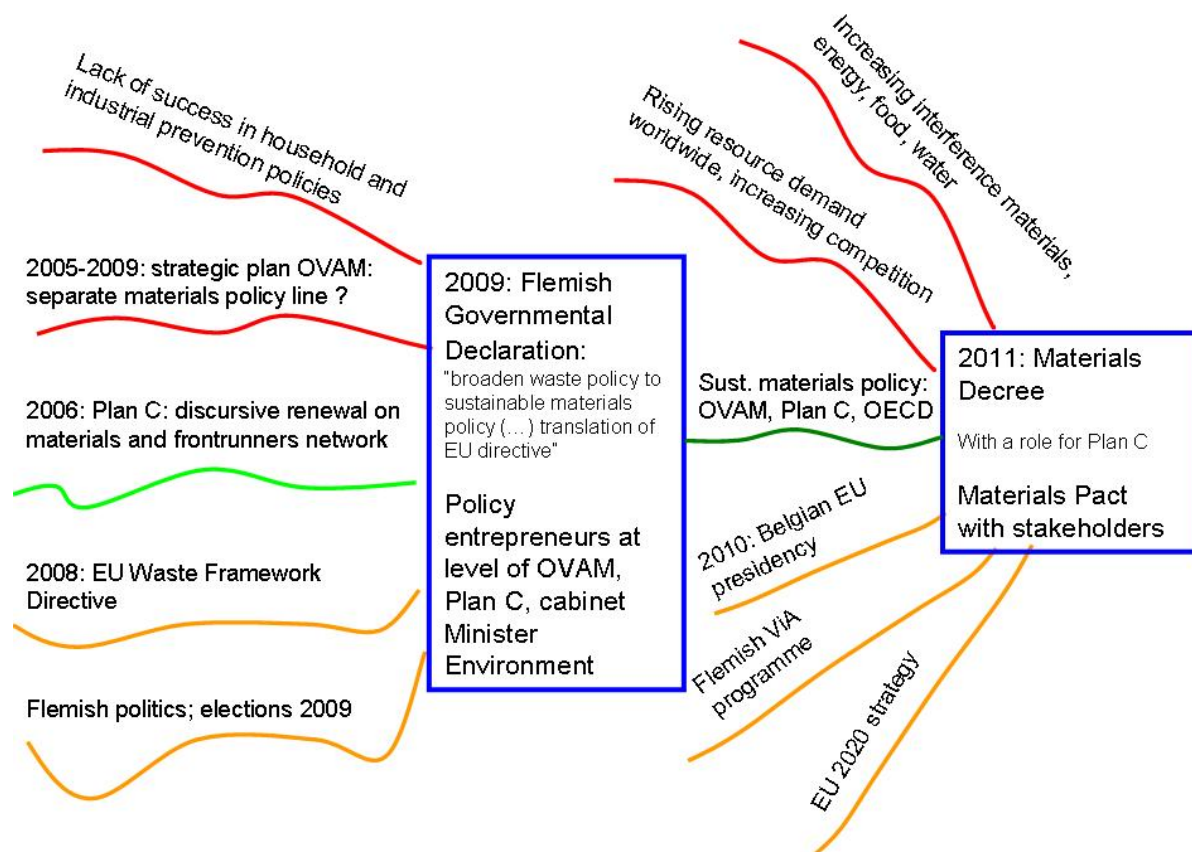 Lack of success in household and
industrial prevention policies
2005-2009: strategic plan OVAM:
separate materials policy line ?
2006: Plan C: discursive renewal on
materials and frontrunners network
2008: EU Waste Framework
Directive
Flemish politics; elections 2009
2009: Flemish
Governmental
Declaration:
"broaden waste policy to
sustainable materials
policy (…) translation of
EU directive"
Policy
entrepreneurs at
level of OVAM,
Plan C, cabinet
Minister
Environment
Increasing interference materials,
energy, food, water
Rising resource demand
worldwide, increasing competition
Sust. materials policy:
OVAM, Plan C, OECD
2010: Belgian EU
presidency
Flemish ViA
programme
EU 2020 strategy
2011: Materials
Decree
With a role for Plan C
Materials Pact
with stakeholders